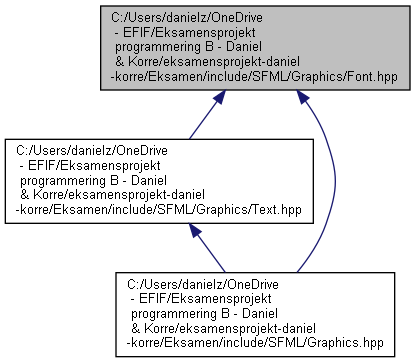 C:/Users/danielz/OneDrive
- EFIF/Eksamensprojekt
programmering B - Daniel
& Korre/eksamensprojekt-daniel
-korre/Eksamen/include/SFML/Graphics/Font.hpp
C:/Users/danielz/OneDrive
- EFIF/Eksamensprojekt
programmering B - Daniel
& Korre/eksamensprojekt-daniel
-korre/Eksamen/include/SFML/Graphics/Text.hpp
C:/Users/danielz/OneDrive
- EFIF/Eksamensprojekt
programmering B - Daniel
& Korre/eksamensprojekt-daniel
-korre/Eksamen/include/SFML/Graphics.hpp